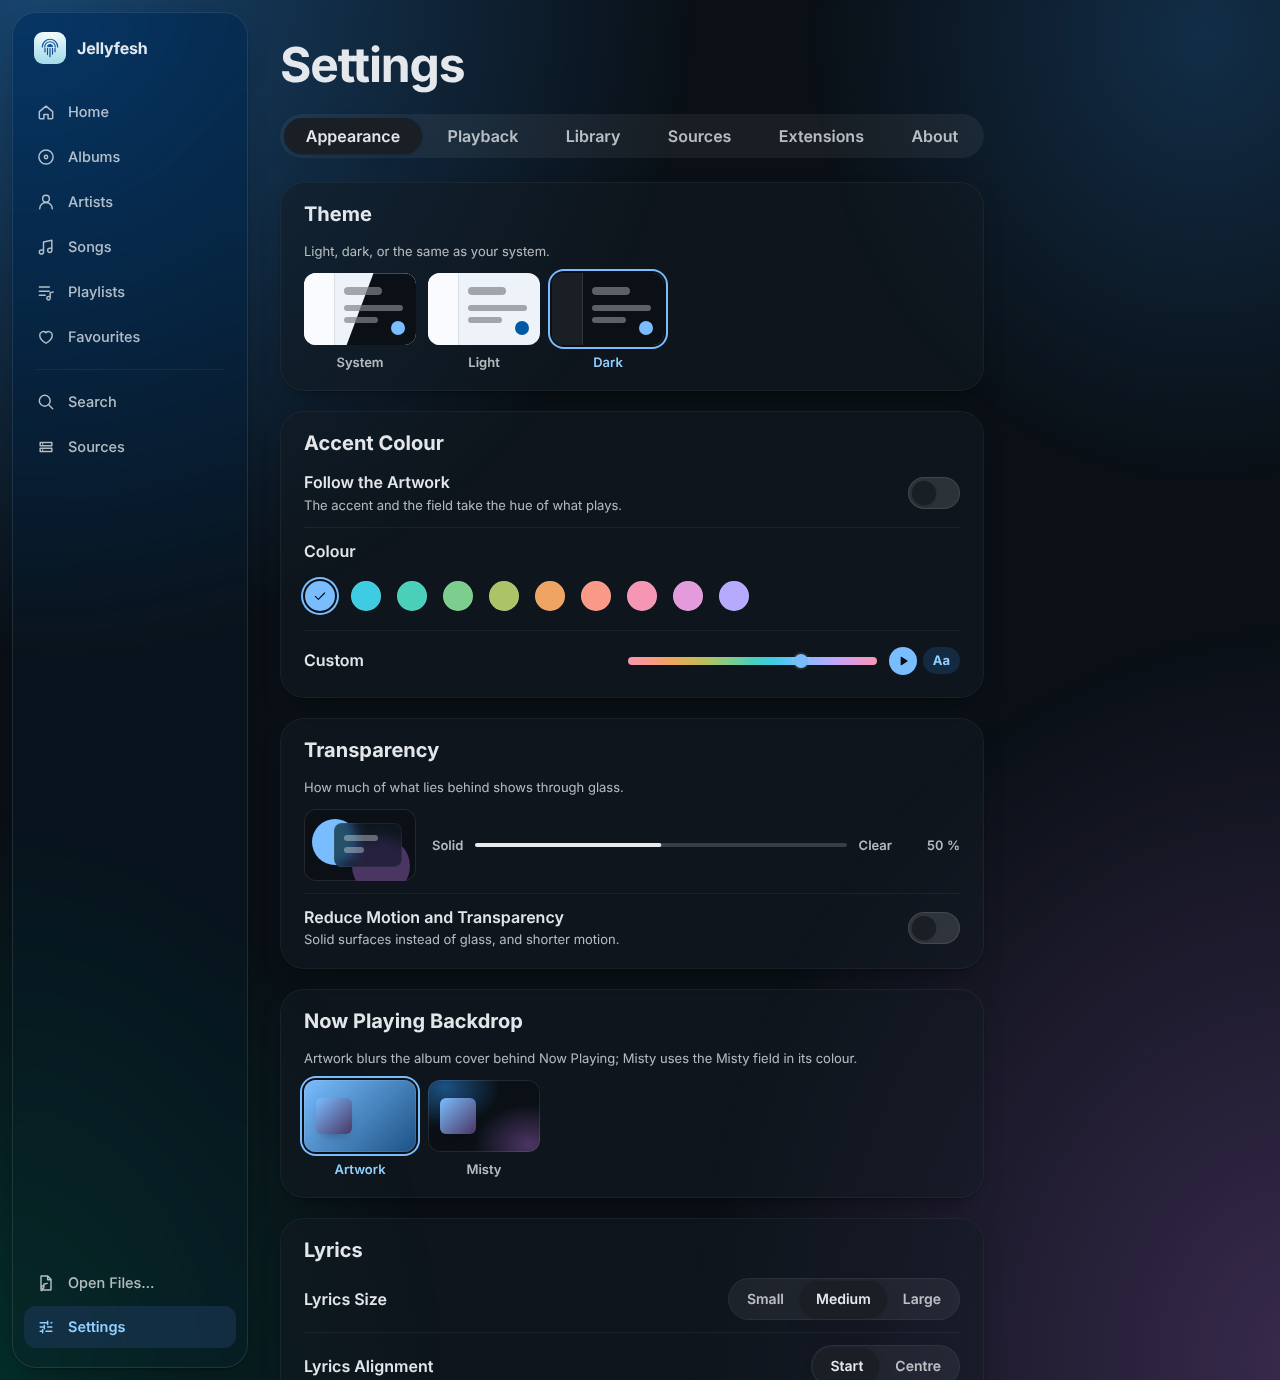 Jellyfesh
Home
Albums
Artists
Songs
Playlists
Favourites
Search
Sources
Open Files...
Settings
Settings
Appearance Playback Library Sources Extensions About
Theme
Light, dark, or the same as your system.
System Light Dark
Accent Colour
Follow the Artwork
The accent and the field take the hue of what plays.
Colour
Custom Aa
Transparency
How much of what lies behind shows through glass.
Solid Clear 50 %
Reduce Motion and Transparency
Solid surfaces instead of glass, and shorter motion.
Now Playing Backdrop
Artwork blurs the album cover behind Now Playing; Misty uses the Misty field in its colour.
Artwork Misty
Lyrics
Lyrics Size Small Medium Large
Lyrics Alignment Start Centre